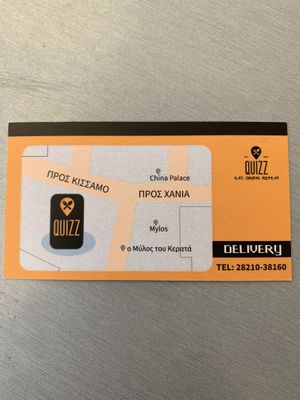 ΠΡΟΣ ΚΙΣΣΑΜΟ
China Palace
ΠΡΟΣ ΧΑΝΙΑ
QUIZZ
Mylos
ο Μύλος του Κερατά
QUIZZ
EAT. DRINK. REPEAT
DELIVERY
TEL: 28210-38160